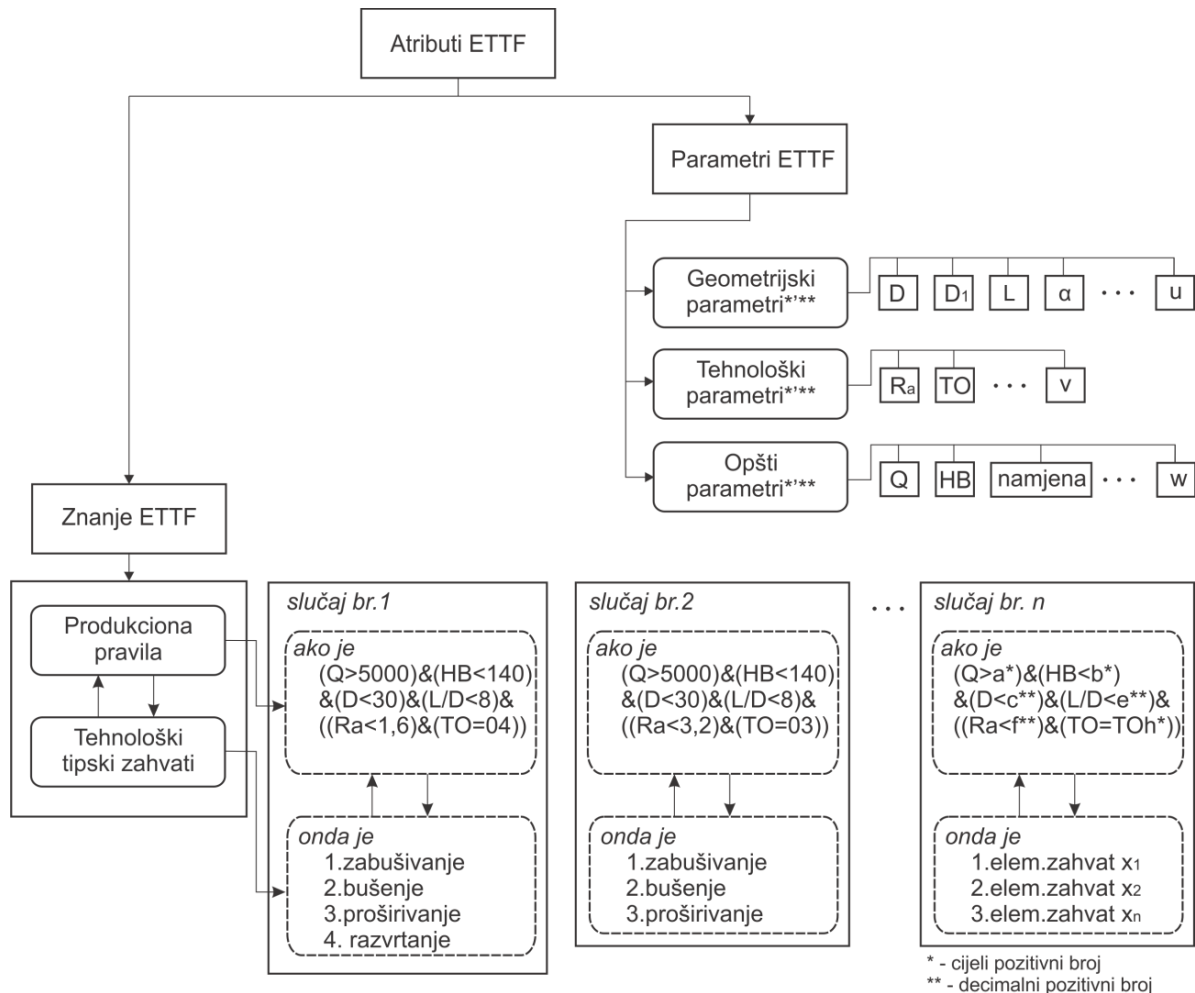 Atributi ETTF
Parametri ETTF
Geometrijski
parametri*'**
D D1 L α ... u
Tehnološki
parametri*'**
Ra TO ... v
Opšti
parametri*'**
Q HB namjena ... w
Znanje ETTF
Produkciona
pravila
Tehnološki
tipski zahvati
slučaj br.1
ako je
(Q>5000)&(HB<140)
&(D<30)&(L/D<8)&
((Ra<1,6)&(TO=04))
onda je
1.zabušivanje
2.bušenje
3.proširivanje
4. razvrtanje
slučaj br.2
ako je
(Q>5000)&(HB<140)
&(D<30)&(L/D<8)&
((Ra<3,2)&(TO=03))
onda je
1.zabušivanje
2.bušenje
3.proširivanje
...
slučaj br. n
ako je
(Q>a*)&(HB<b*)
&(D<c**)&(L/D<e**)&
((Ra<f**)&(TO=TOh*))
onda je
1.elem.zahvat x1
2.elem.zahvat x2
3.elem.zahvat xn
* - cijeli pozitivni broj
** - decimalni pozitivni broj